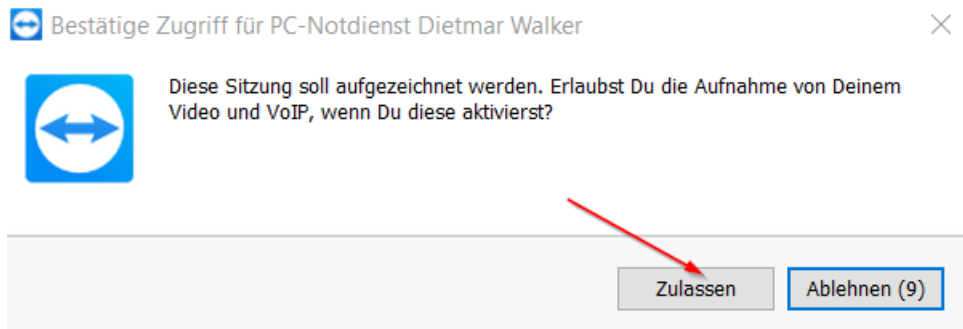 Bestätige Zugriff für PC-Notdienst Dietmar Walker
Diese Sitzung soll aufgezeichnet werden. Erlaubst Du die Aufnahme von Deinem
Video und VoIP, wenn Du diese aktivierst?
Zulassen
Ablehnen (9)